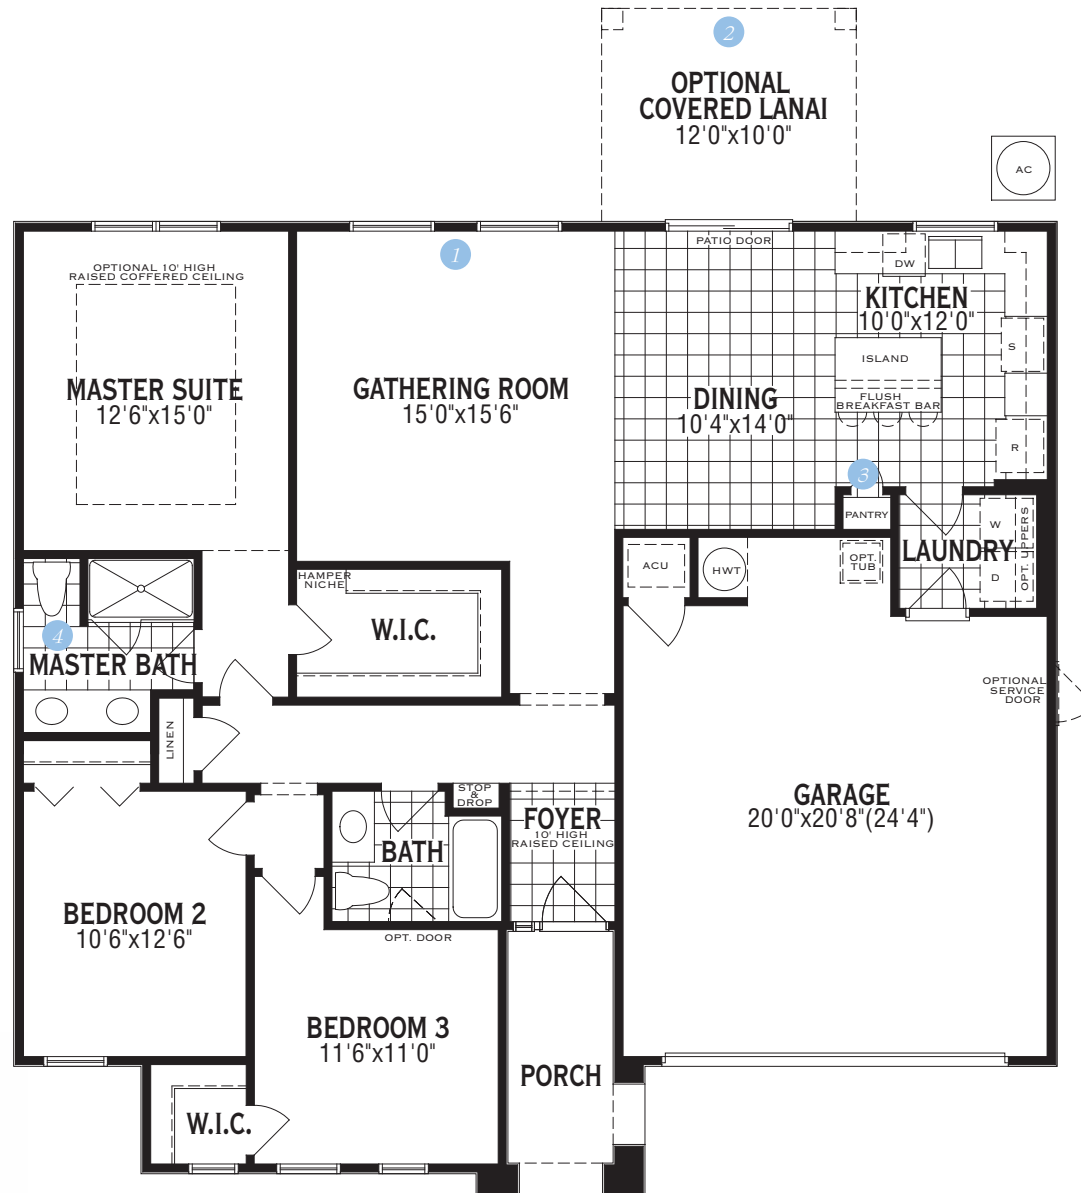 2
OPTIONAL
COVERED LANAI
12'0"x10'0"
AC
1
PATIO DOOR
DW
OPTIONAL 10' HIGH
RAISED COFFERED CEILING
KITCHEN
10'0"x12'0"
S
ISLAND
FLUSH
BREAKFAST BAR
MASTER SUITE
12'6"x15'0"
GATHERING ROOM
15'0"x15'6"
DINING
10'4"x14'0"
R
3
PANTRY
W
D
OPT. UPPERS
LAUNDRY
ACU
HWT
OPT.
TUB
HAMPER
NICHE
W.I.C.
4
MASTER BATH
LINEN
OPTIONAL
SERVICE
DOOR
STOP
&
DROP
FOYER
10' HIGH
RAISED CEILING
GARAGE
20'0"x20'8"(24'4")
BATH
BEDROOM 2
10'6"x12'6"
OPT. DOOR
BEDROOM 3
11'6"x11'0"
PORCH
W.I.C.